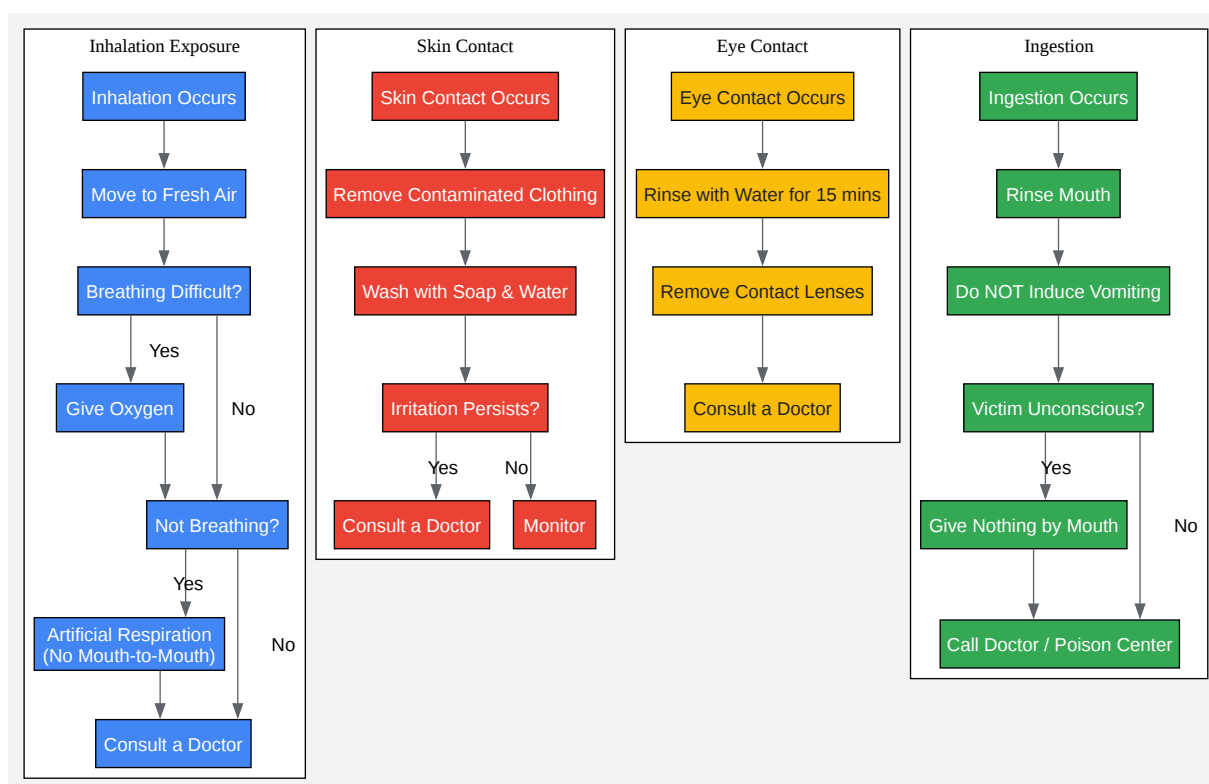 Inhalation Exposure
Inhalation Occurs
Move to Fresh Air
Breathing Difficult?
Yes
Give Oxygen
No
Not Breathing?
Yes
Artificial Respiration
(No Mouth-to-Mouth)
No
Consult a Doctor
Skin Contact
Skin Contact Occurs
Remove Contaminated Clothing
Wash with Soap & Water
Irritation Persists?
Yes
No
Consult a Doctor
Monitor
Eye Contact
Eye Contact Occurs
Rinse with Water for 15 mins
Remove Contact Lenses
Consult a Doctor
Ingestion
Ingestion Occurs
Rinse Mouth
Do NOT Induce Vomiting
Victim Unconscious?
Yes
Give Nothing by Mouth
No
Call Doctor / Poison Center